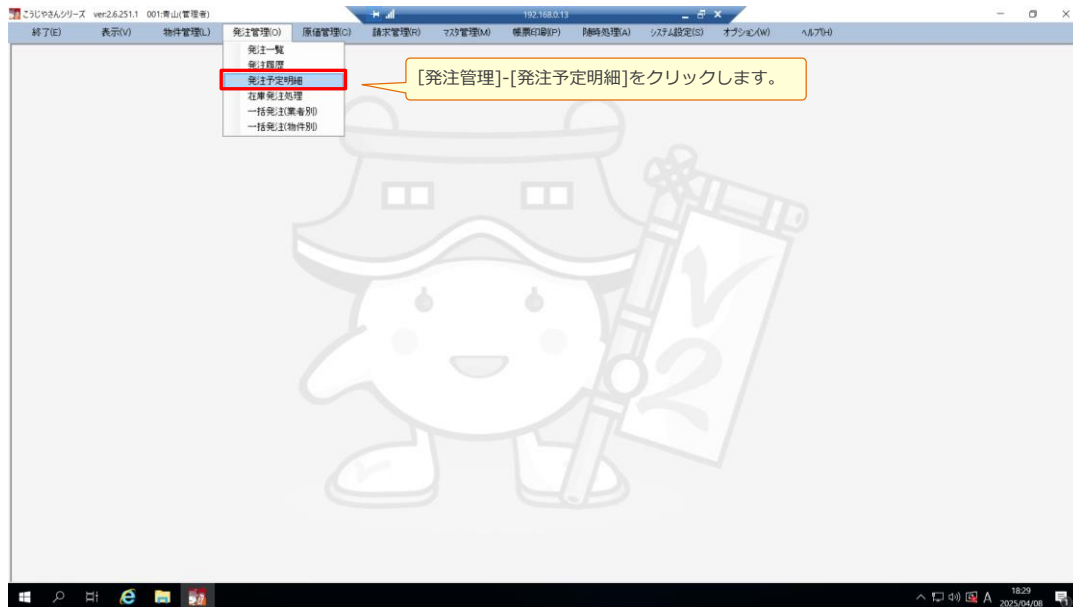 こうじやさんシリーズ ver.2.6.251.1 001:青山(管理者)
192.168.0.13
終了(E) 表示(V) 物件管理(L) 発注管理(O) 原価管理(C) 請求管理(R) マスタ管理(M) 帳票印刷(P) 随時処理(A) システム設定(S) オプション(W) ヘルプ(H)
発注一覧
発注履歴
発注予定明細
在庫発注処理
一括発注(業者別)
一括発注(物件別)
[発注管理]-[発注予定明細]をクリックします。
V2
A
18:29
2025/04/08